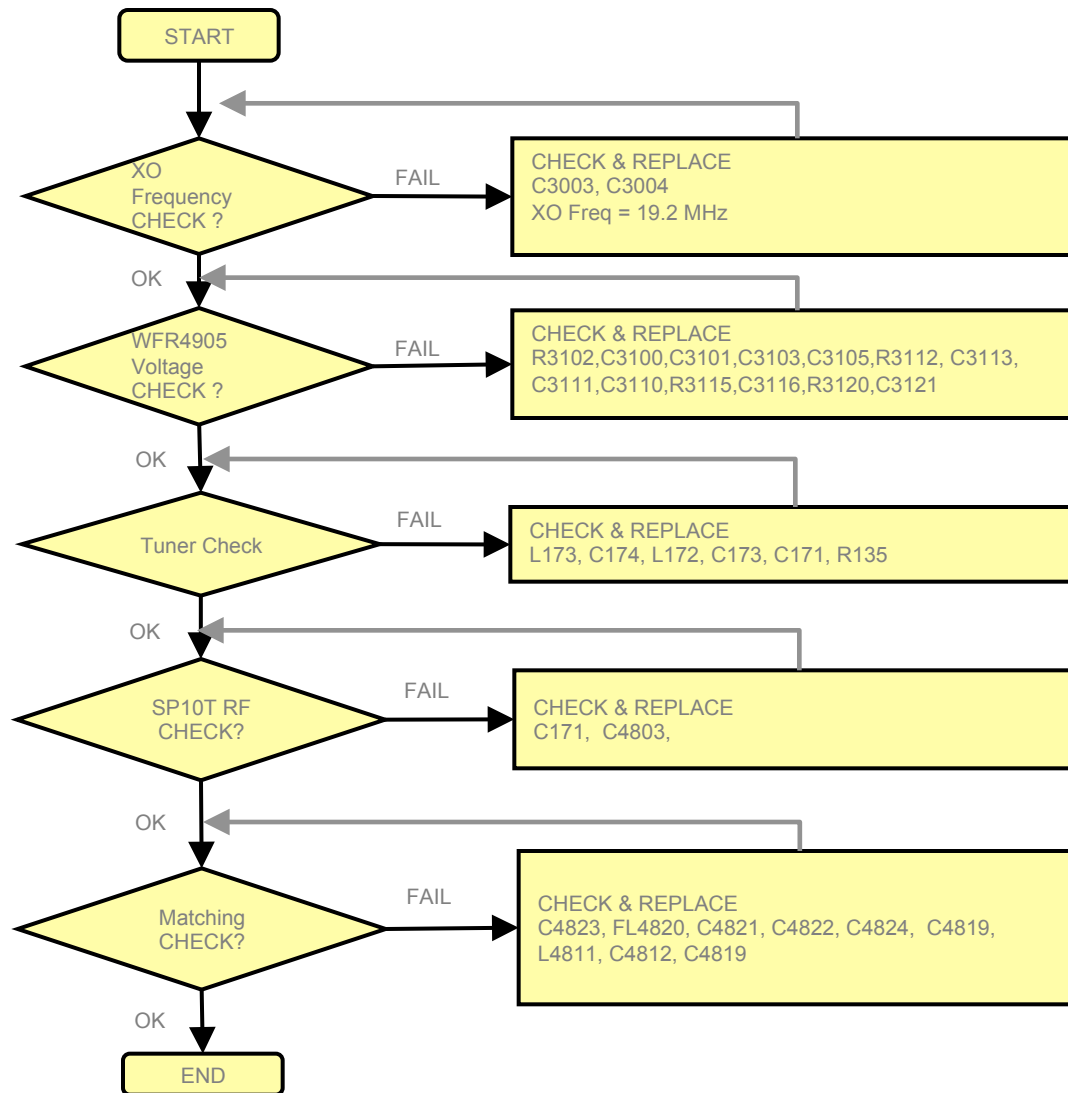 START
XO
Frequency
CHECK ?
FAIL
CHECK & REPLACE
C3003, C3004
XO Freq = 19.2 MHz
OK
WFR4905
Voltage
CHECK ?
FAIL
CHECK & REPLACE
R3102,C3100,C3101,C3103,C3105,R3112, C3113,
C3111,C3110,R3115,C3116,R3120,C3121
OK
Tuner Check
FAIL
CHECK & REPLACE
L173, C174, L172, C173, C171, R135
OK
SP10T RF
CHECK?
FAIL
CHECK & REPLACE
C171, C4803,
OK
Matching
CHECK?
FAIL
CHECK & REPLACE
C4823, FL4820, C4821, C4822, C4824, C4819,
L4811, C4812, C4819
OK
END